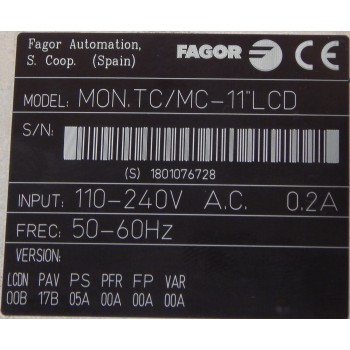 Fagor Automation,
S. Coop. (Spain)
FAGOR CE
MODEL: MON.TC/MC-11"LCD
S/N:
(S) 1801076728
INPUT: 110-240V A.C. 0.2A
FREC: 50-60Hz
VERSION:
LCDN PAV PS PFR FP VAR
00B 17B 05A 00A 00A 00A